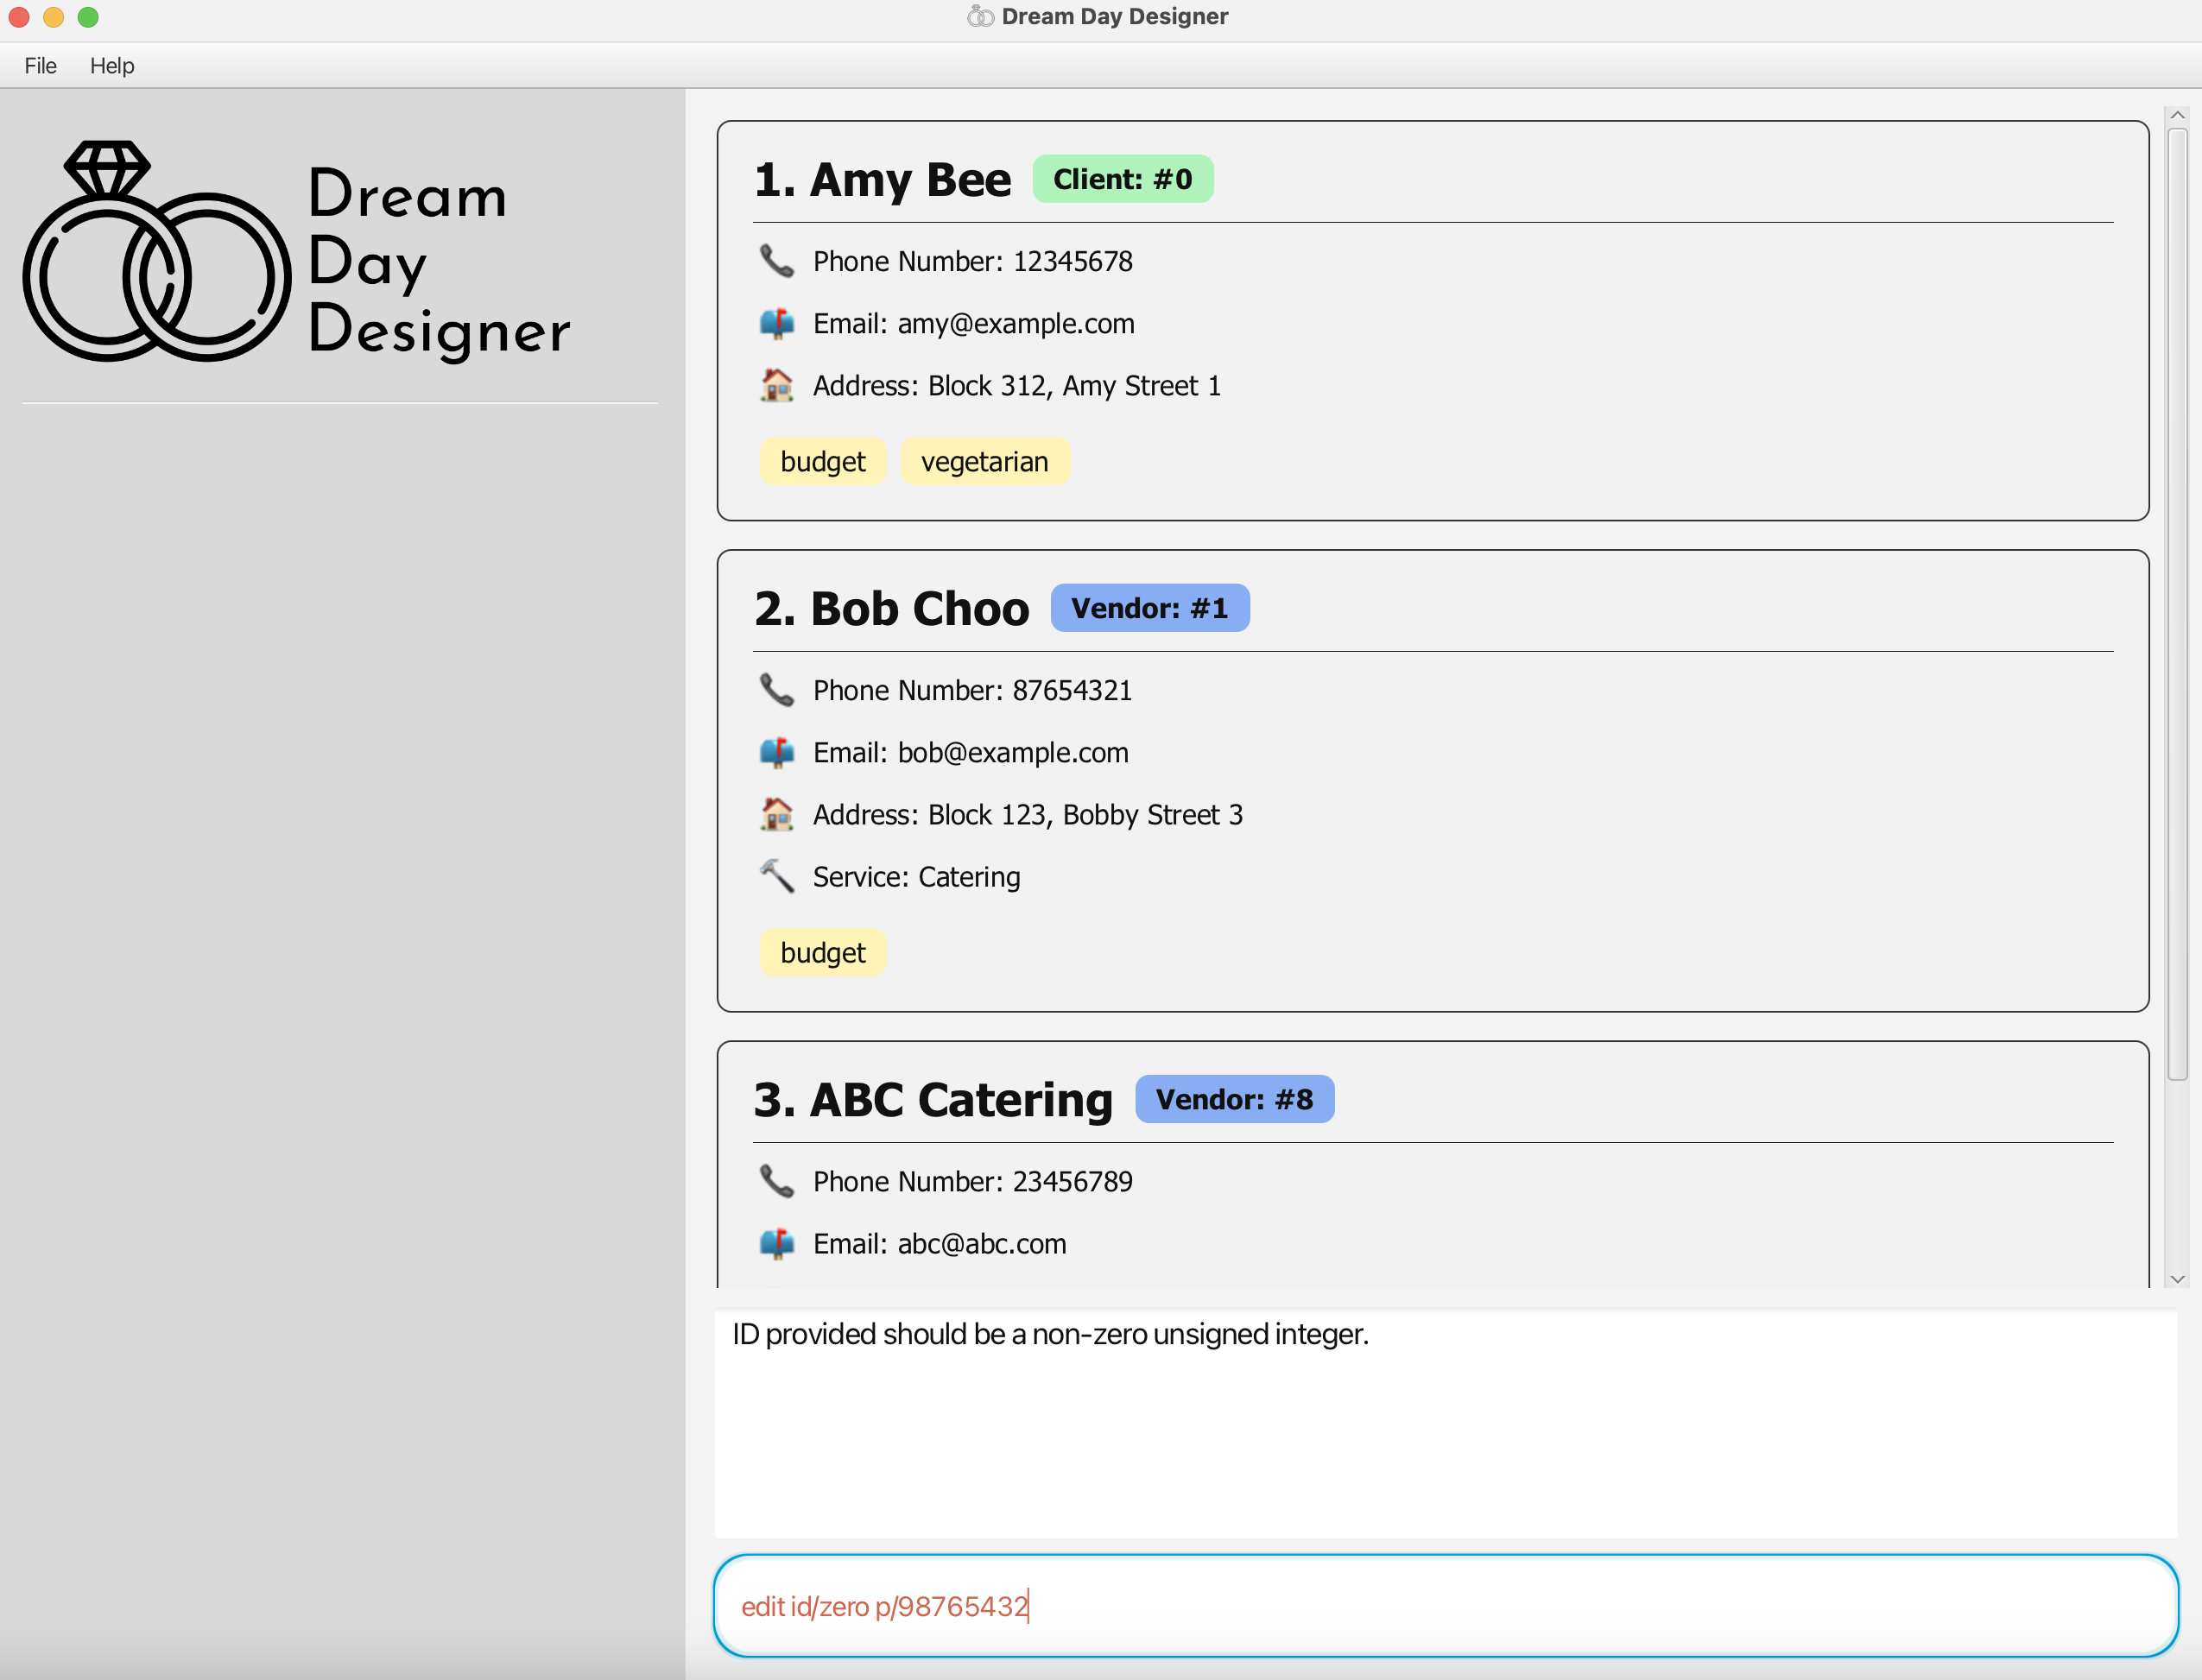 Dream Day Designer
File Help
Dream
Day
Designer
1. Amy Bee Client: #0
Phone Number: 12345678
Email: amy@example.com
Address: Block 312, Amy Street 1
budget vegetarian
2. Bob Choo Vendor: #1
Phone Number: 87654321
Email: bob@example.com
Address: Block 123, Bobby Street 3
Service: Catering
budget
3. ABC Catering Vendor: #8
Phone Number: 23456789
Email: abc@abc.com
ID provided should be a non-zero unsigned integer.
edit id/zero p/98765432